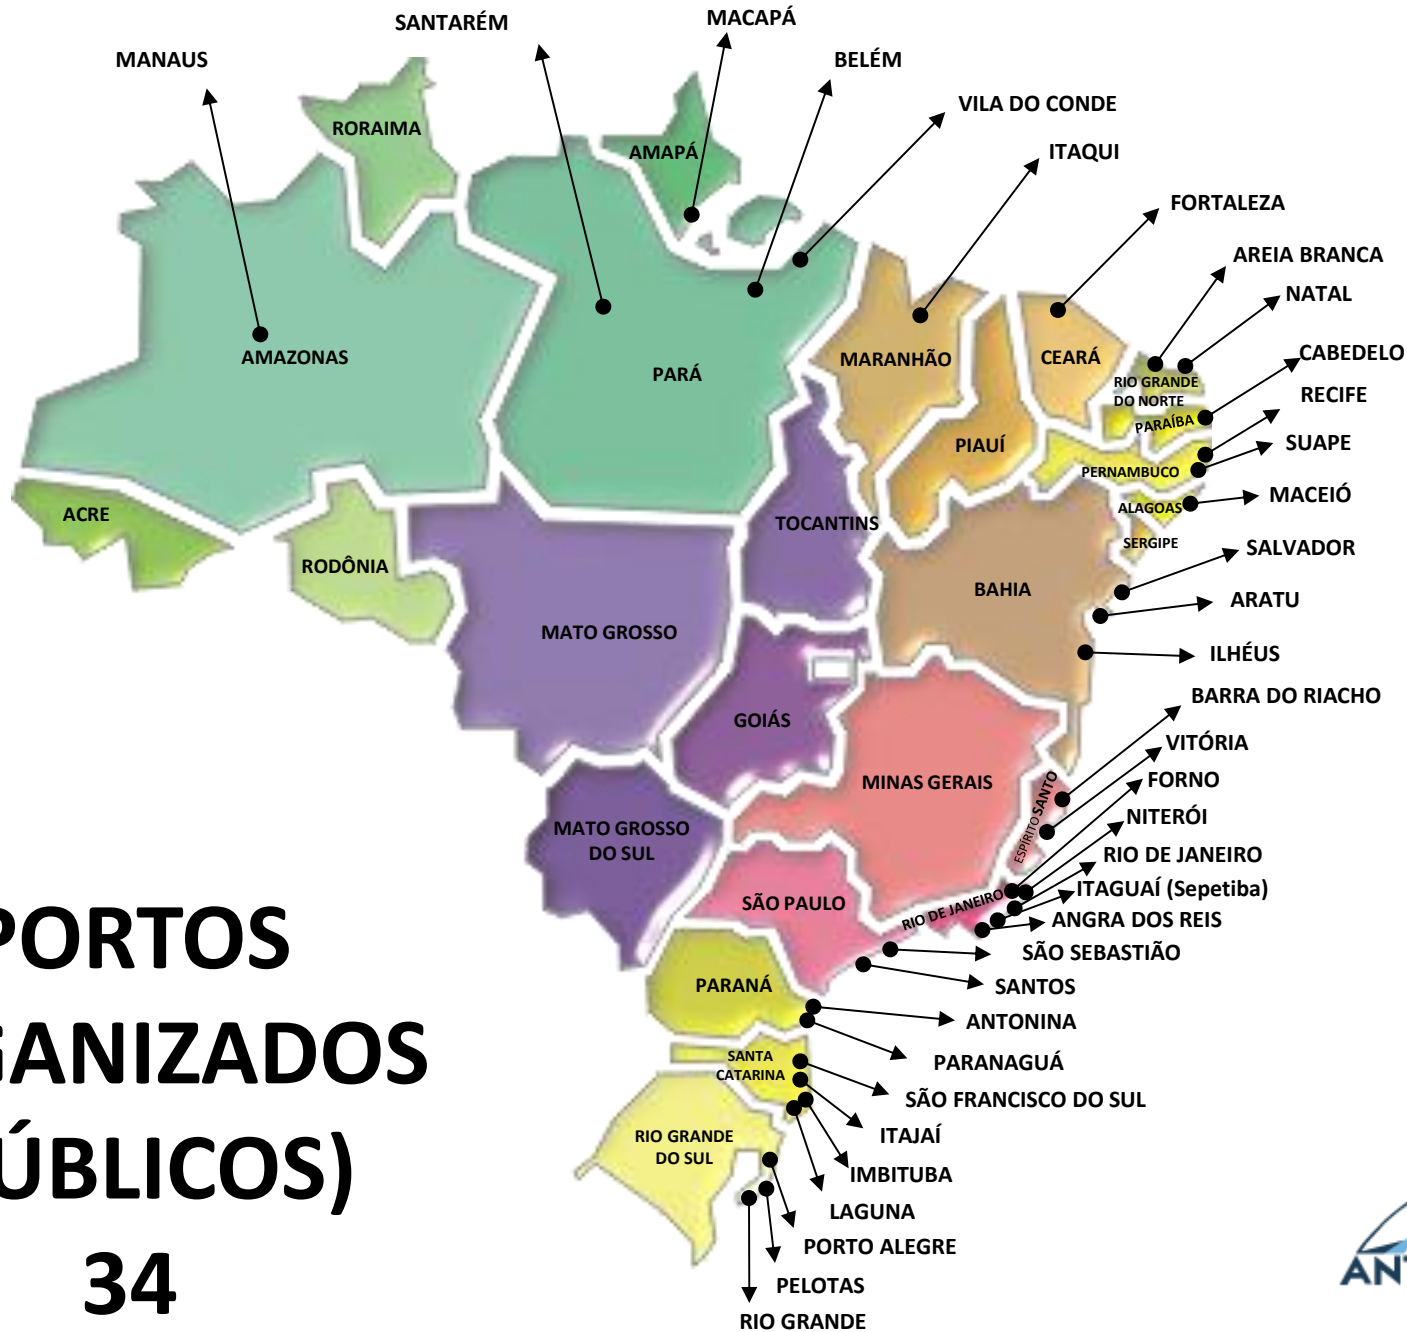 SANTARÉM
MACAPÁ
MANAUS
BELÉM
VILA DO CONDE
RORAIMA
AMAPÁ
ITAQUI
FORTALEZA
AREIA BRANCA
NATAL
AMAZONAS
PARÁ
MARANHÃO
CEARÁ
CABEDELO
RIO GRANDE
DO NORTE
RECIFE
PARAÍBA
PIAUÍ
SUAPE
PERNAMBUCO
MACEIÓ
ALAGOAS
ACRE
TOCANTINS
SERGIPE
SALVADOR
RODÔNIA
BAHIA
ARATU
MATO GROSSO
ILHÉUS
BARRA DO RIACHO
GOIÁS
VITÓRIA
MINAS GERAIS
FORNO
ESPÍRITO SANTO
NITERÓI
MATO GROSSO
DO SUL
RIO DE JANEIRO
ITAGUAÍ (Sepetiba)
SÃO PAULO
RIO DE JANEIRO
ANGRA DOS REIS
SÃO SEBASTIÃO
PARANÁ
SANTOS
ANTONINA
PARANAGUÁ
SANTA
CATARINA
SÃO FRANCISCO DO SUL
ITAJAÍ
RIO GRANDE
DO SUL
IMBITUBA
LAGUNA
PORTO ALEGRE
PELOTAS
RIO GRANDE
PORTOS
GANIZADOS
ÚBLICOS)
34
ANT